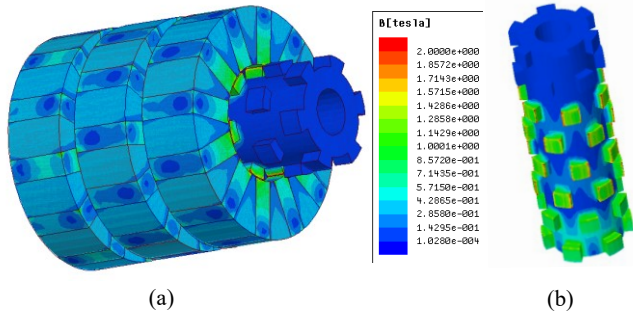 B[tesla]
2.0000e+000
1.8572e+000
1.7143e+000
1.5715e+000
1.4286e+000
1.2858e+000
1.1429e+000
1.0001e+000
8.5720e-001
7.1435e-001
5.7150e-001
4.2865e-001
2.8580e-001
1.4295e-001
1.0280e-004
(a)
(b)